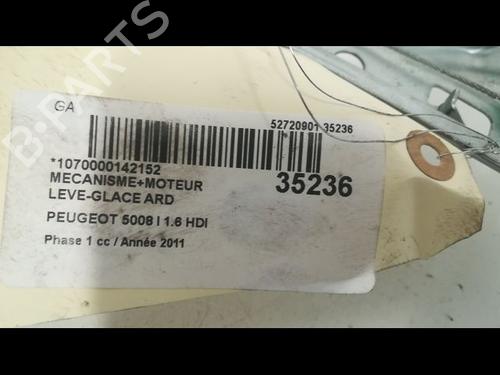 B-PARTS
GA
52720901 35236
*1070000142152
35236
MECANISME+MOTEUR
LEVE-GLACE ARD
PEUGEOT 5008 I 1.6 HDI
Phase 1 cc / Année 2011